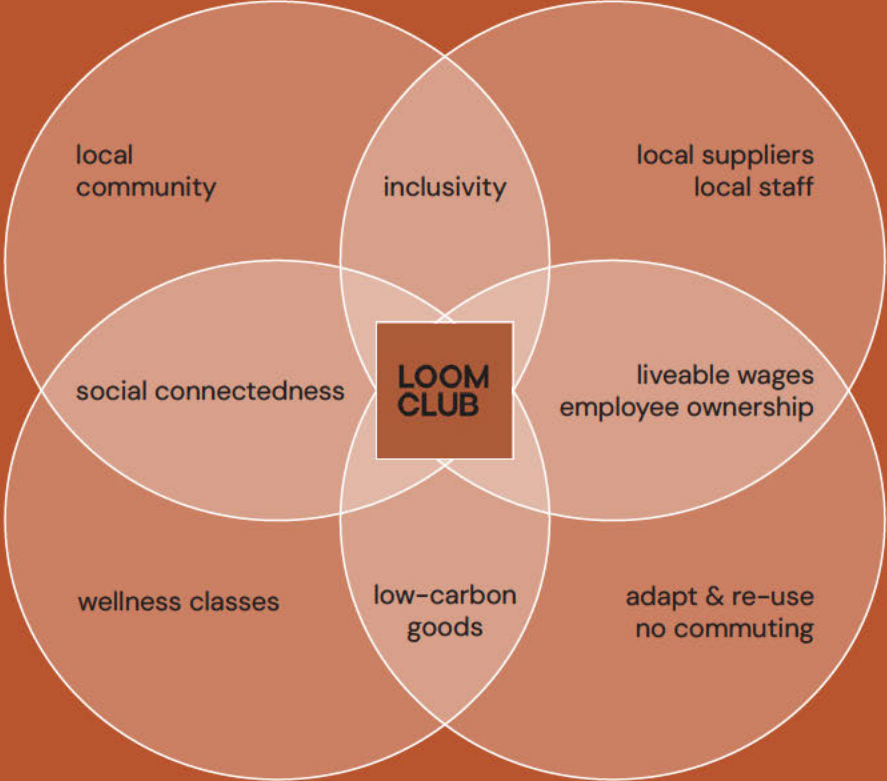 local
community
inclusivity
local suppliers
local staff
social connectedness
LOOM
CLUB
liveable wages
employee ownership
wellness classes
low-carbon
goods
adapt & re-use
no commuting